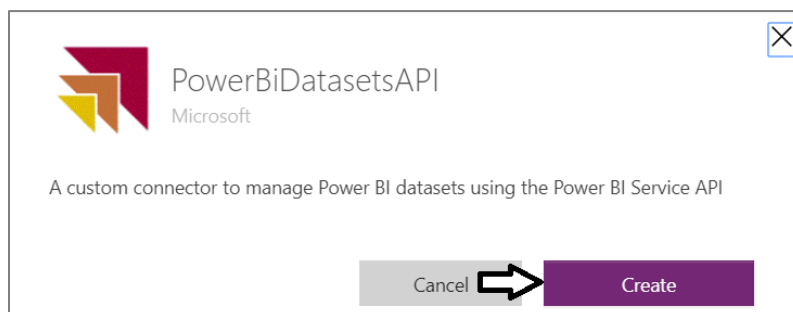 PowerBiDatasetsAPI
Microsoft
A custom connector to manage Power BI datasets using the Power BI Service API
Cancel
Create